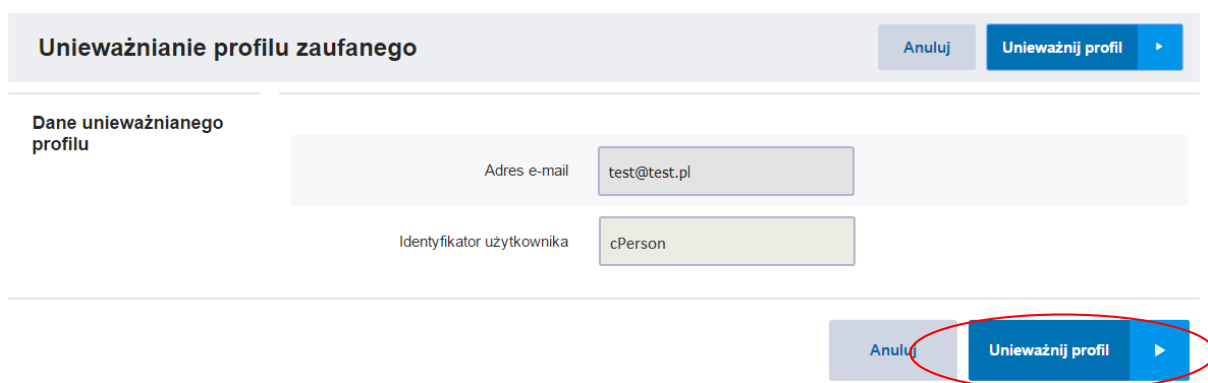 Unieważnianie profilu zaufanego
Anuluj
Unieważnij profil
Dane unieważnianego
profilu
Adres e-mail
test@test.pl
Identyfikator użytkownika
cPerson
Anuluj
Unieważnij profil